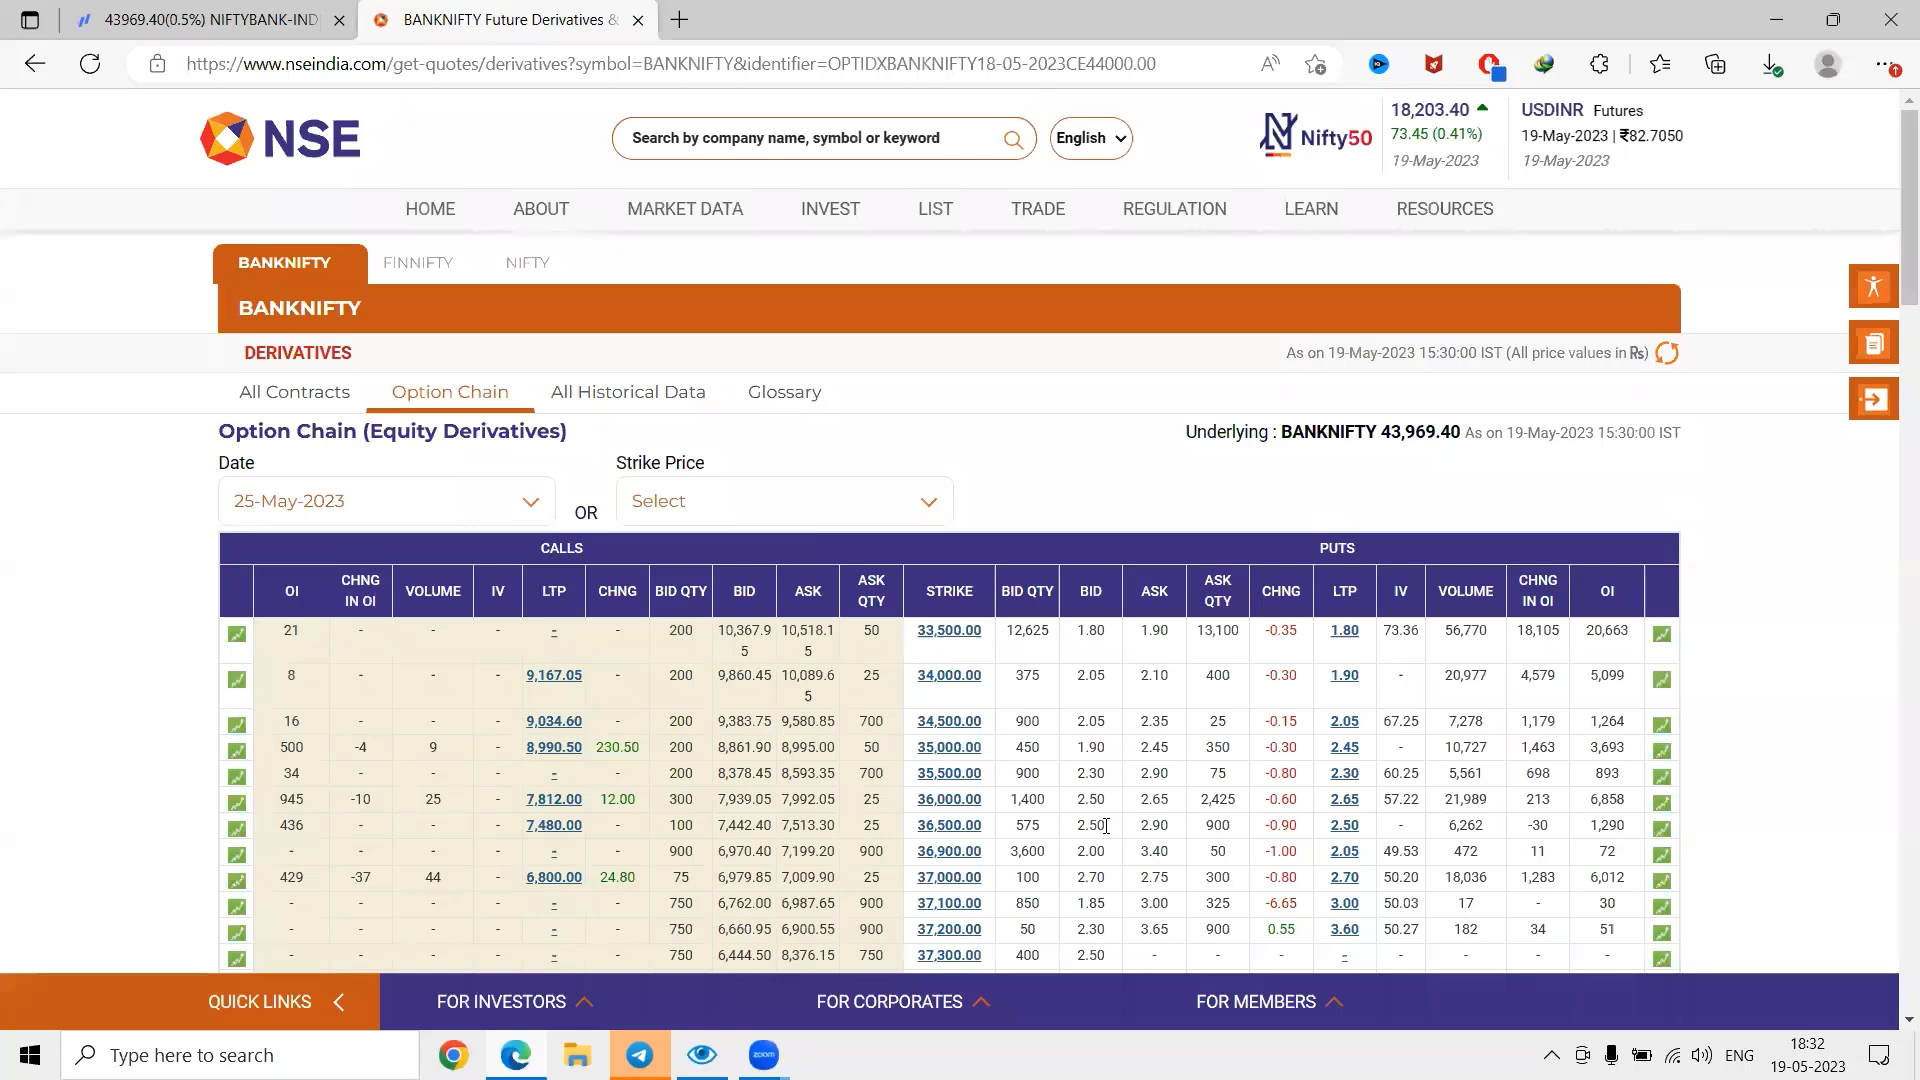 43969.40(0.5%) NIFTYBANK-IND
BANKNIFTY Future Derivatives &
https://www.nseindia.com/get-quotes/derivatives?symbol=BANKNIFTY&identifier=OPTIDXBANKNIFTY18-05-2023CE44000.00
NSE
Search by company name, symbol or keyword
English
Nifty50
18,203.40
73.45 (0.41%)
19-May-2023
USDINR Futures
19-May-2023 | ₹82.7050
19-May-2023
HOME ABOUT MARKET DATA INVEST LIST TRADE REGULATION LEARN RESOURCES
BANKNIFTY FINNIFTY NIFTY
BANKNIFTY
DERIVATIVES
As on 19-May-2023 15:30:00 IST (All price values in Rs)
All Contracts Option Chain All Historical Data Glossary
Option Chain (Equity Derivatives)
Underlying : BANKNIFTY 43,969.40 As on 19-May-2023 15:30:00 IST
Date
Strike Price
25-May-2023
OR
Select
CALLS PUTS
OI CHNG IN OI VOLUME IV LTP CHNG BID QTY BID ASK ASK QTY STRIKE BID QTY BID ASK ASK QTY CHNG LTP IV VOLUME CHNG IN OI OI
21 - - - - - 200 10,367.95 10,518.15 50 33,500.00 12,625 1.80 1.90 13,100 -0.35 1.80 73.36 56,770 18,105 20,663
8 - - - 9,167.05 - 200 9,860.45 10,089.65 25 34,000.00 375 2.05 2.10 400 -0.30 1.90 - 20,977 4,579 5,099
16 - - - 9,034.60 - 200 9,383.75 9,580.85 700 34,500.00 900 2.05 2.35 25 -0.15 2.05 67.25 7,278 1,179 1,264
500 -4 9 - 8,990.50 230.50 200 8,861.90 8,995.00 50 35,000.00 450 1.90 2.45 350 -0.30 2.45 - 10,727 1,463 3,693
34 - - - - - 200 8,378.45 8,593.35 700 35,500.00 900 2.30 2.90 75 -0.80 2.30 60.25 5,561 698 893
945 -10 25 - 7,812.00 12.00 300 7,939.05 7,992.05 25 36,000.00 1,400 2.50 2.65 2,425 -0.60 2.65 57.22 21,989 213 6,858
436 - - - 7,480.00 - 100 7,442.40 7,513.30 25 36,500.00 575 2.50 2.90 900 -0.90 2.50 - 6,262 -30 1,290
- - - - - - 900 6,970.40 7,199.20 900 36,900.00 3,600 2.00 3.40 50 -1.00 2.05 49.53 472 11 72
429 -37 44 - 6,800.00 24.80 75 6,979.85 7,009.90 25 37,000.00 100 2.70 2.75 300 -0.80 2.70 50.20 18,036 1,283 6,012
- - - - - - 750 6,762.00 6,987.65 900 37,100.00 850 1.85 3.00 325 -6.65 3.00 50.03 17 - 30
- - - - - - 750 6,660.95 6,900.55 900 37,200.00 50 2.30 3.65 900 0.55 3.60 50.27 182 34 51
- - - - - - 750 6,444.50 8,376.15 750 37,300.00 400 2.50 - - - - - - - -
QUICK LINKS FOR INVESTORS FOR CORPORATES FOR MEMBERS
Type here to search
zoom
ENG
18:32
19-05-2023